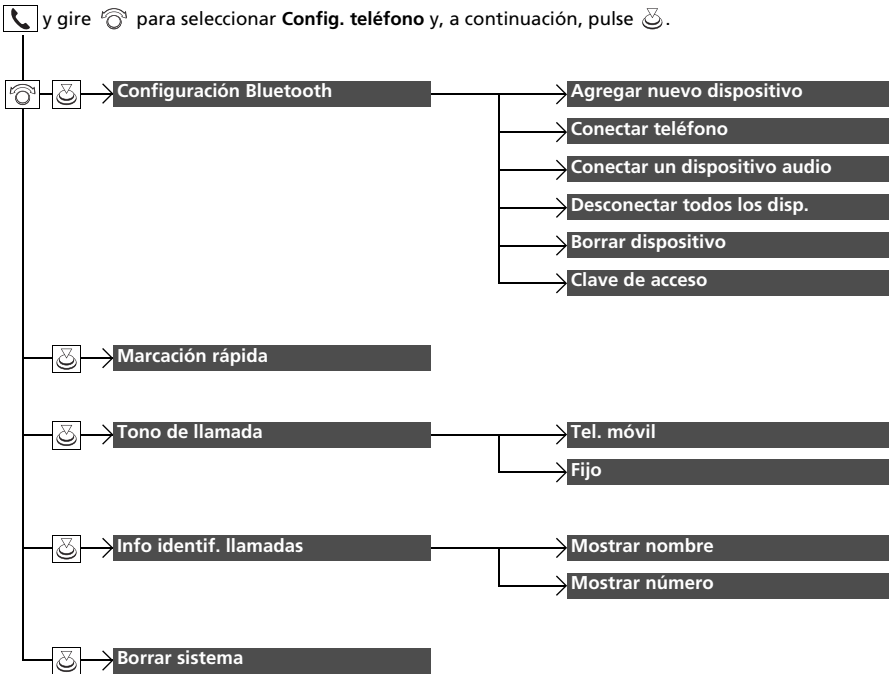 y gire para seleccionar Config. teléfono y, a continuación, pulse .
Configuración Bluetooth
Agregar nuevo dispositivo
Conectar teléfono
Conectar un dispositivo audio
Desconectar todos los disp.
Borrar dispositivo
Clave de acceso
Marcación rápida
Tono de llamada
Tel. móvil
Fijo
Info identif. llamadas
Mostrar nombre
Mostrar número
Borrar sistema